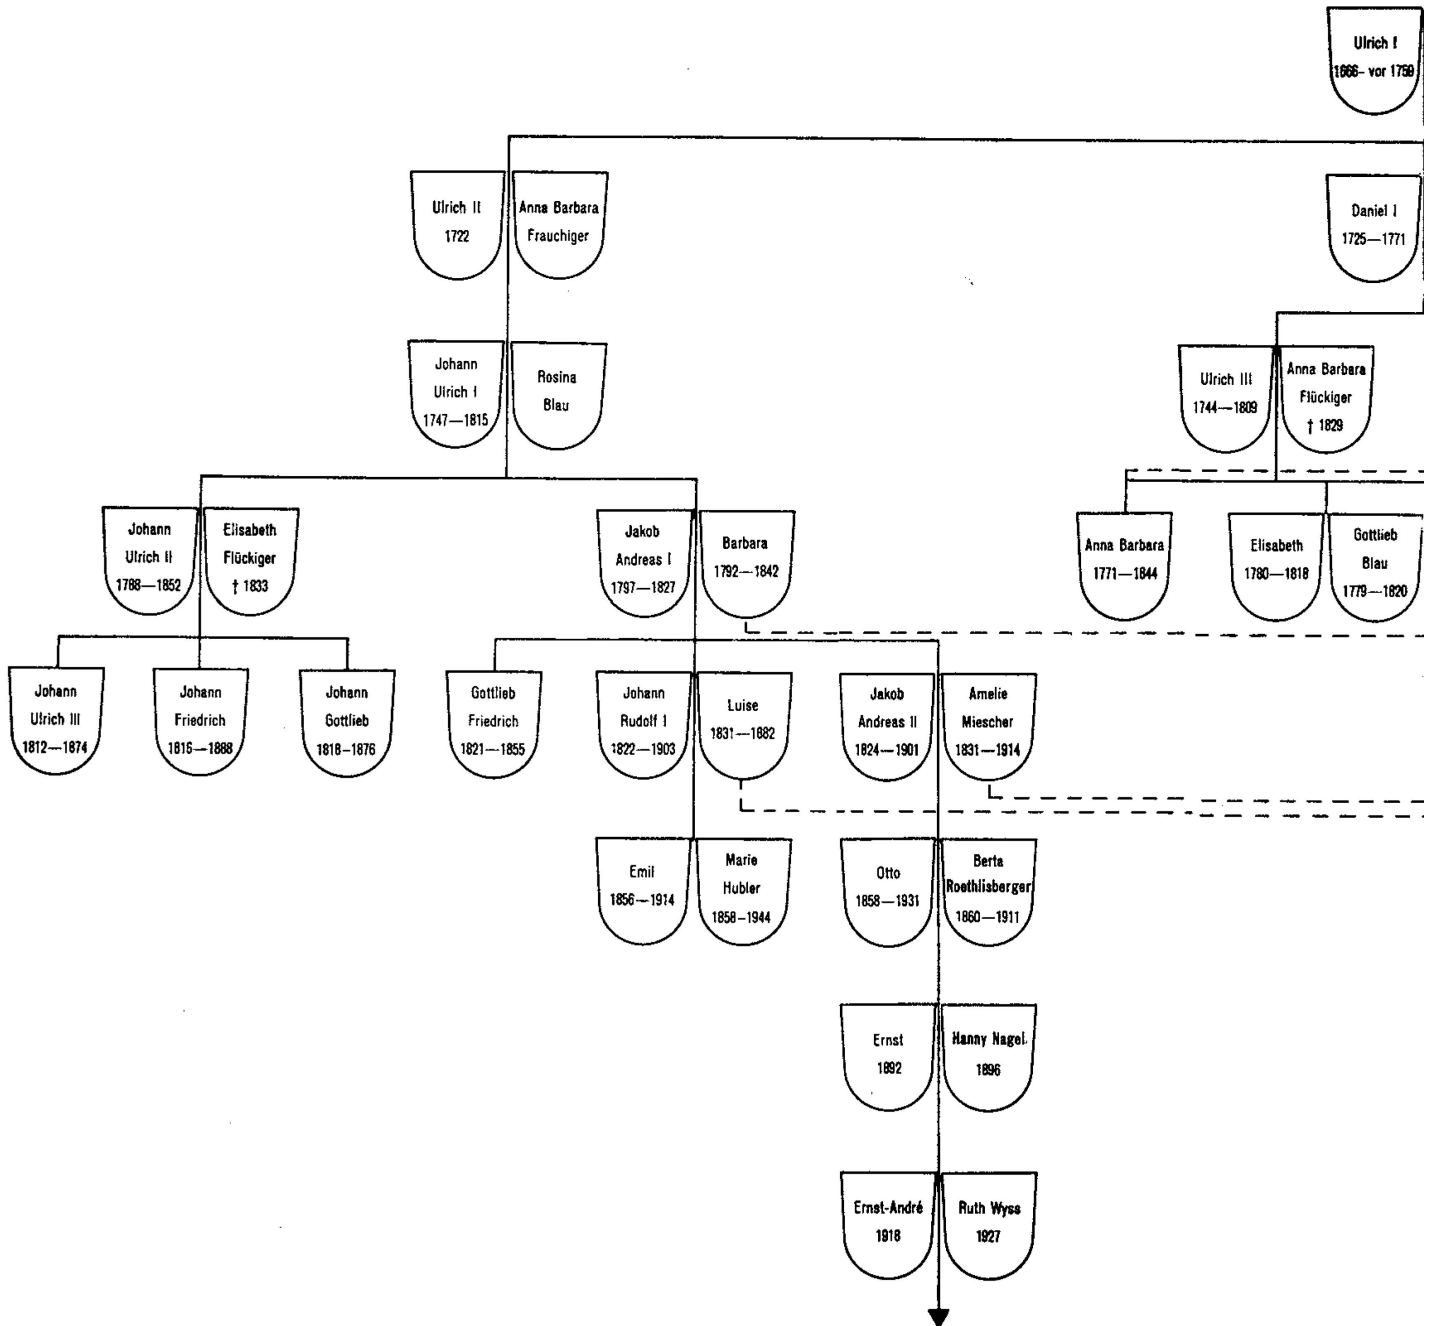 Ulrich I
1666– vor 1759
Ulrich II
1722
Anna Barbara
Frauchiger
Daniel I
1725—1771
Johann
Ulrich I
1747—1815
Rosina
Blau
Ulrich III
1744—1809
Anna Barbara
Flückiger
† 1829
Johann
Ulrich II
1788—1852
Elisabeth
Flückiger
† 1833
Jakob
Andreas I
1797—1827
Barbara
1792—1842
Anna Barbara
1771—1844
Elisabeth
1780—1818
Gottlieb
Blau
1779—1820
Johann
Ulrich III
1812—1874
Johann
Friedrich
1815—1888
Johann
Gottlieb
1818–1876
Gottlieb
Friedrich
1821—1855
Johann
Rudolf I
1822—1903
Luise
1831—1882
Jakob
Andreas II
1824—1901
Amelie
Miescher
1831—1914
Emil
1856—1914
Marie
Hubler
1858–1944
Otto
1858—1931
Berta
Roethlisberger
1860—1911
Ernst
1892
Hanny Nagel
1896
Ernst-André
1918
Ruth Wyss
1927